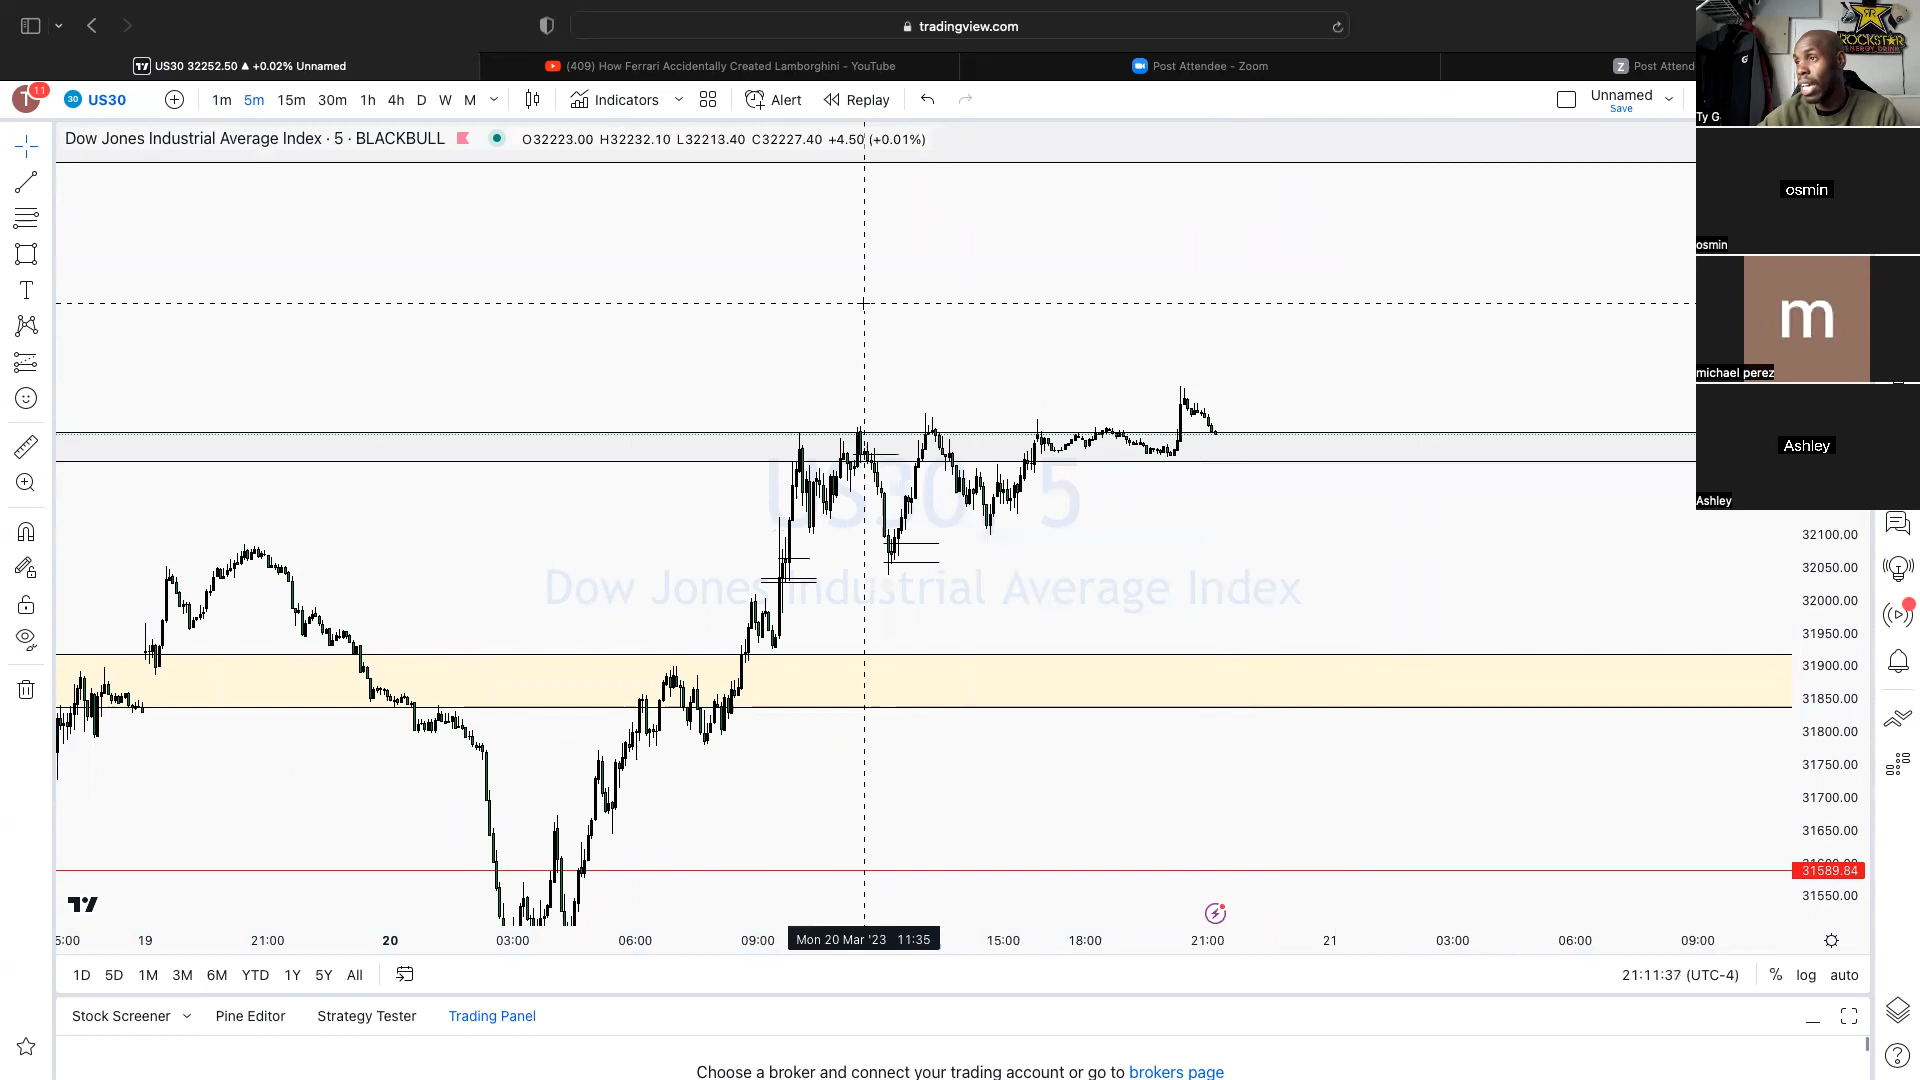 tradingview.com
US30 32252.50 ▲ +0.02% Unnamed
(409) How Ferrari Accidentally Created Lamborghini - YouTube
Post Attendee - Zoom
Z Post Attend
T 11 30 US30 1m 5m 15m 30m 1h 4h D W M Indicators Alert Replay Unnamed
Save
Dow Jones Industrial Average Index · 5 · BLACKBULL O32223.00 H32232.10 L32213.40 C32227.40 +4.50 (+0.01%)
ROCKSTAR
ENERGY DRINK
Ty G
osmin
osmin
m
michael perez
Ashley
Ashley
US30, 5
Dow Jones Industrial Average Index
32100.00
32050.00
32000.00
31950.00
31900.00
31850.00
31800.00
31750.00
31700.00
31650.00
31600.00
31589.84
31550.00
19 21:00 20 03:00 06:00 09:00 Mon 20 Mar '23 11:35 15:00 18:00 21:00 21 03:00 06:00 09:00
1D 5D 1M 3M 6M YTD 1Y 5Y All 21:11:37 (UTC-4) % log auto
Stock Screener Pine Editor Strategy Tester Trading Panel
Choose a broker and connect your trading account or go to brokers page